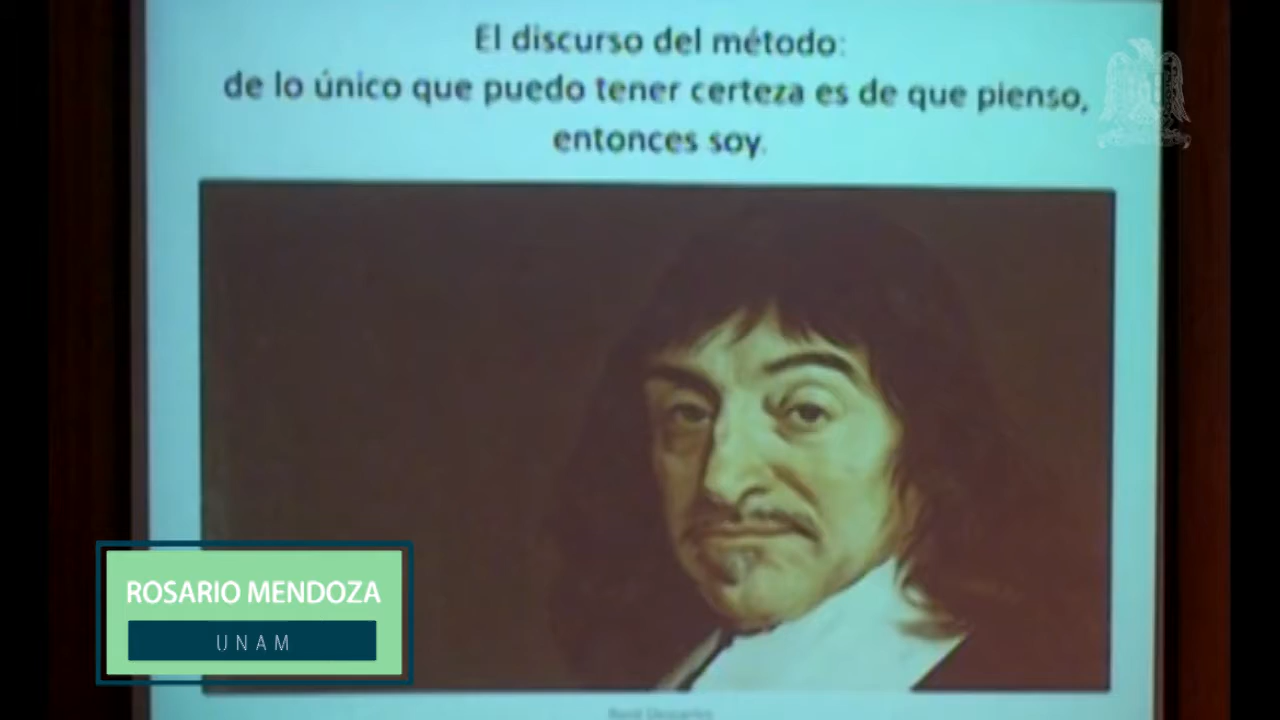 El discurso del método:
de lo único que puedo tener certeza es de que pienso,
entonces soy.
ROSARIO MENDOZA
UNAM